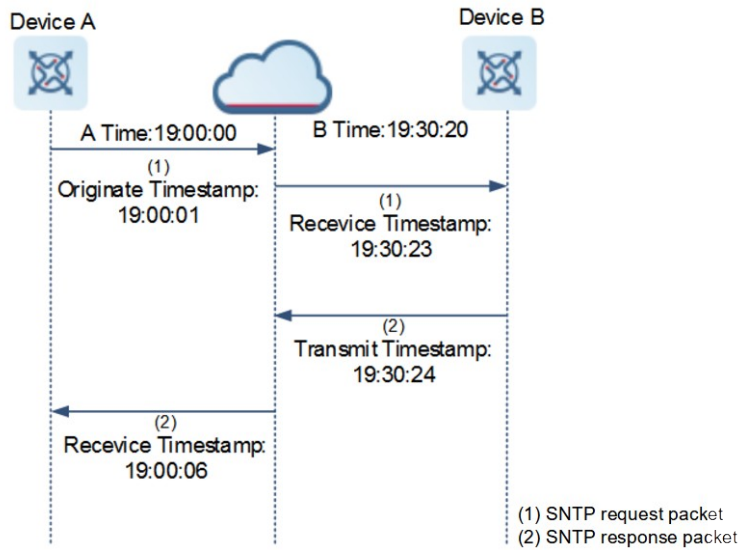 Device A
Device B
A Time:19:00:00
B Time:19:30:20
(1)
Originate Timestamp:
19:00:01
(1)
Recevice Timestamp:
19:30:23
(2)
Transmit Timestamp:
19:30:24
(2)
Recevice Timestamp:
19:00:06
(1) SNTP request packet
(2) SNTP response packet